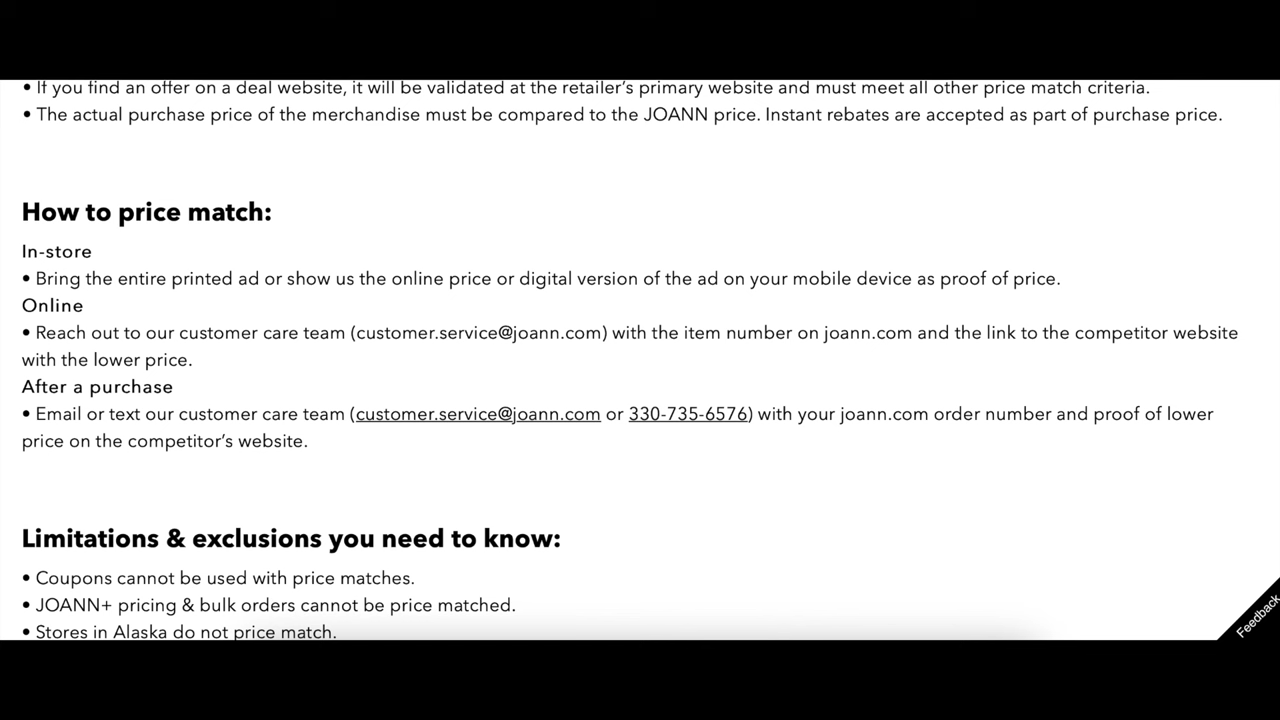 • If you find an offer on a deal website, it will be validated at the retailer's primary website and must meet all other price match criteria.
• The actual purchase price of the merchandise must be compared to the JOANN price. Instant rebates are accepted as part of purchase price.
How to price match:
In-store
• Bring the entire printed ad or show us the online price or digital version of the ad on your mobile device as proof of price.
Online
• Reach out to our customer care team (customer.service@joann.com) with the item number on joann.com and the link to the competitor website
with the lower price.
After a purchase
• Email or text our customer care team (customer.service@joann.com or 330-735-6576) with your joann.com order number and proof of lower
price on the competitor's website.
Limitations & exclusions you need to know:
• Coupons cannot be used with price matches.
• JOANN+ pricing & bulk orders cannot be price matched.
• Stores in Alaska do not price match.
Feedback